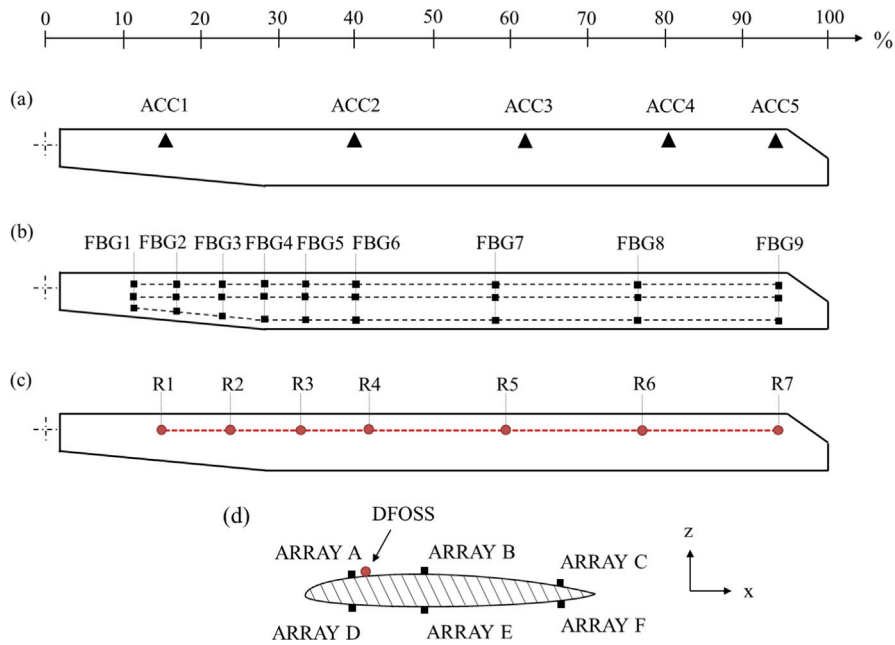 0 10 20 30 40 50 60 70 80 90 100
%
(a)
ACC1 ACC2 ACC3 ACC4 ACC5
(b)
FBG1 FBG2 FBG3 FBG4 FBG5 FBG6 FBG7 FBG8 FBG9
(c)
R1 R2 R3 R4 R5 R6 R7
(d)
DFOSS
ARRAY A ARRAY B ARRAY C
ARRAY D ARRAY E ARRAY F
z
x